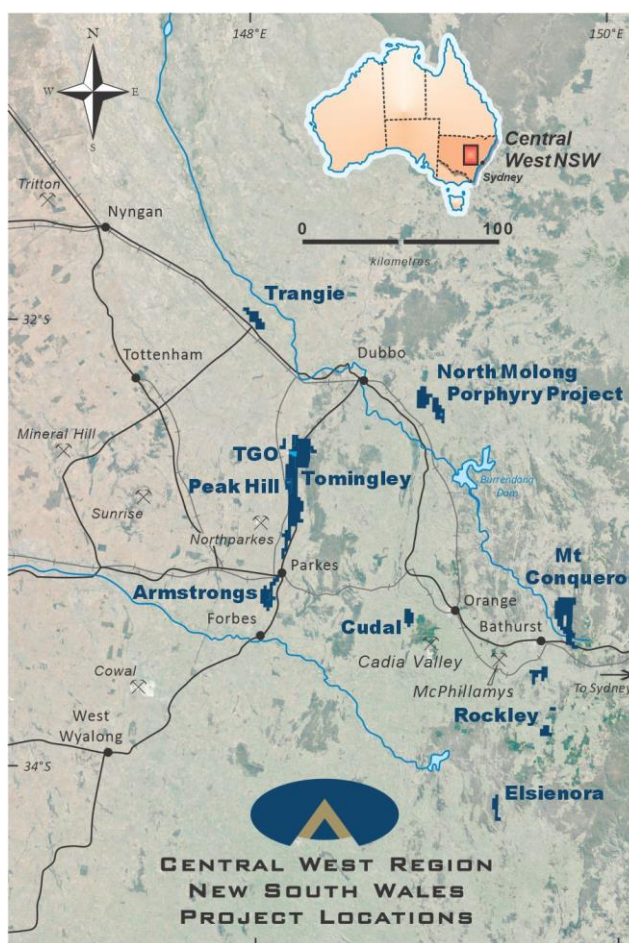 148°E
150°E
N
W
E
S
Central
West NSW
Sydney
0
100
kilometres
Tritton
Nyngan
Trangie
32°S
Tottenham
Dubbo
North Molong
Porphyry Project
Mineral Hill
TGO
Tomingley
Peak Hill
Burrendong
Dam
Sunrise
Northparkes
Mt
Conquero
Parkes
Armstrongs
Orange
Forbes
Cudal
Bathurst
Cadia Valley
Cowal
McPhillamys
To Sydney
West
Wyalong
Rockley
34°S
Elsienora
Central West Region
New South Wales
Project Locations